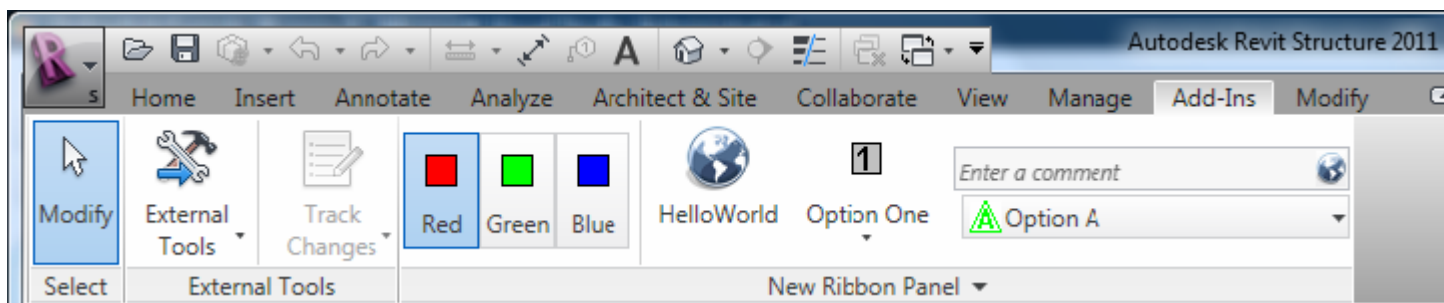 Autodesk Revit Structure 2011
S
Home Insert Annotate Analyze Architect & Site Collaborate View Manage Add-Ins Modify
Modify
External
Tools
Track
Changes
Red Green Blue
HelloWorld
1
Option One
Enter a comment
A Option A
Select External Tools New Ribbon Panel